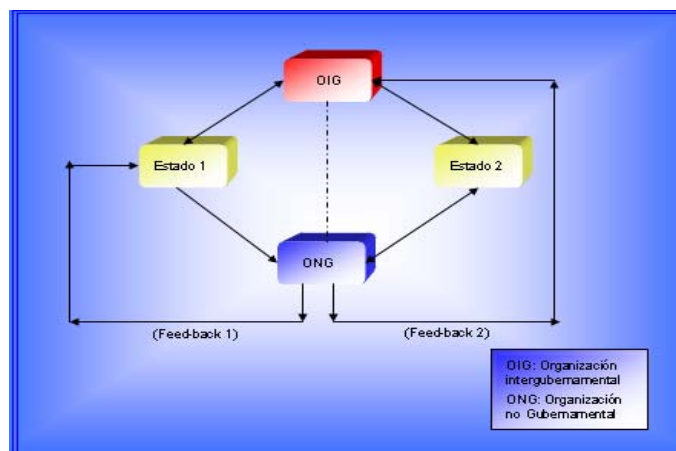 OIG
Estado 1
Estado 2
ONG
(Feed-back 1)
(Feed-back 2)
OIG: Organización
intergubernamental
ONG: Organización
no Gubernamental